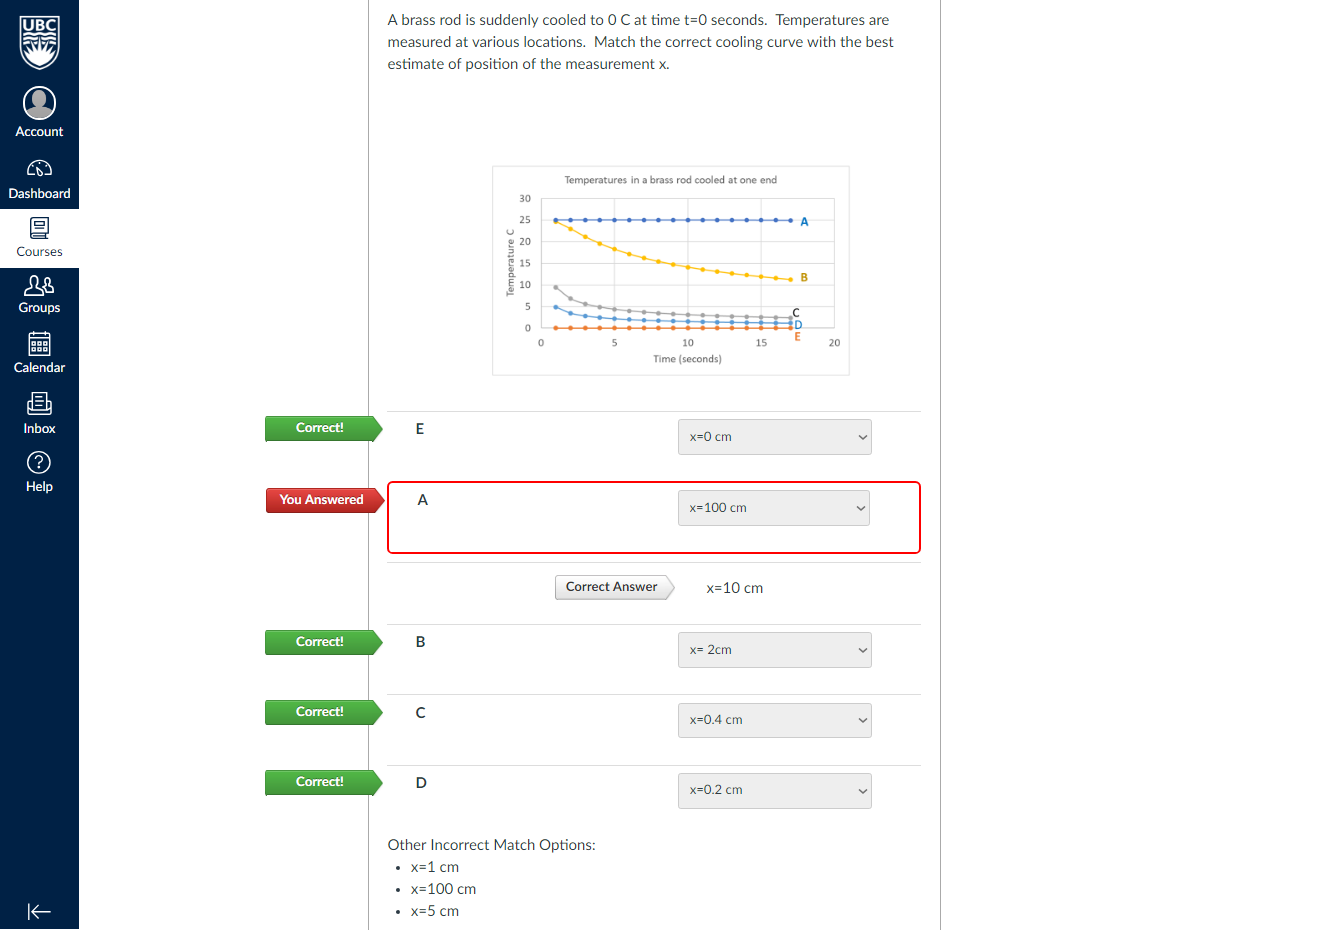 UBC
Account
Dashboard
Courses
Groups
Calendar
Inbox
?
Help
A brass rod is suddenly cooled to 0 C at time t=0 seconds.  Temperatures are
measured at various locations.  Match the correct cooling curve with the best
estimate of position of the measurement x.
Temperatures in a brass rod cooled at one end
Temperature C
30
25
20
15
10
5
0
A
B
C
D
E
0 5 10 15 20
Time (seconds)
Correct! E x=0 cm
You Answered A x=100 cm
Correct Answer x=10 cm
Correct! B x= 2cm
Correct! C x=0.4 cm
Correct! D x=0.2 cm
Other Incorrect Match Options:
• x=1 cm
• x=100 cm
• x=5 cm